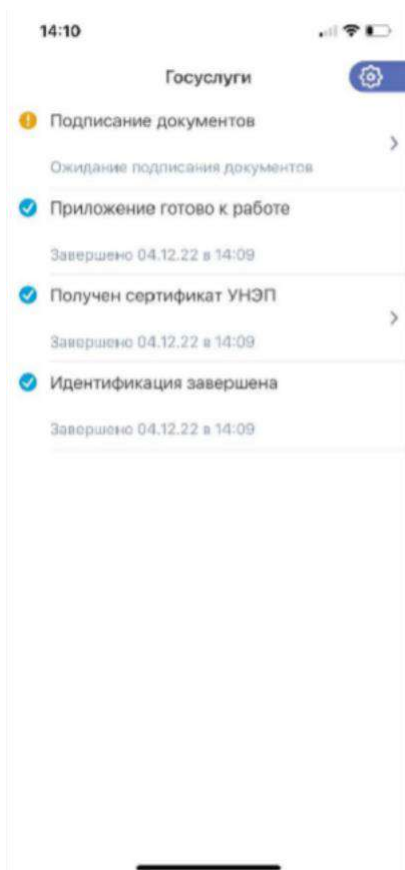 14:10
Госуслуги
Подписание документов
Ожидание подписания документов
Приложение готово к работе
Завершено 04.12.22 в 14:09
Получен сертификат УНЭП
Завершено 04.12.22 в 14:09
Идентификация завершена
Завершено 04.12.22 в 14:09